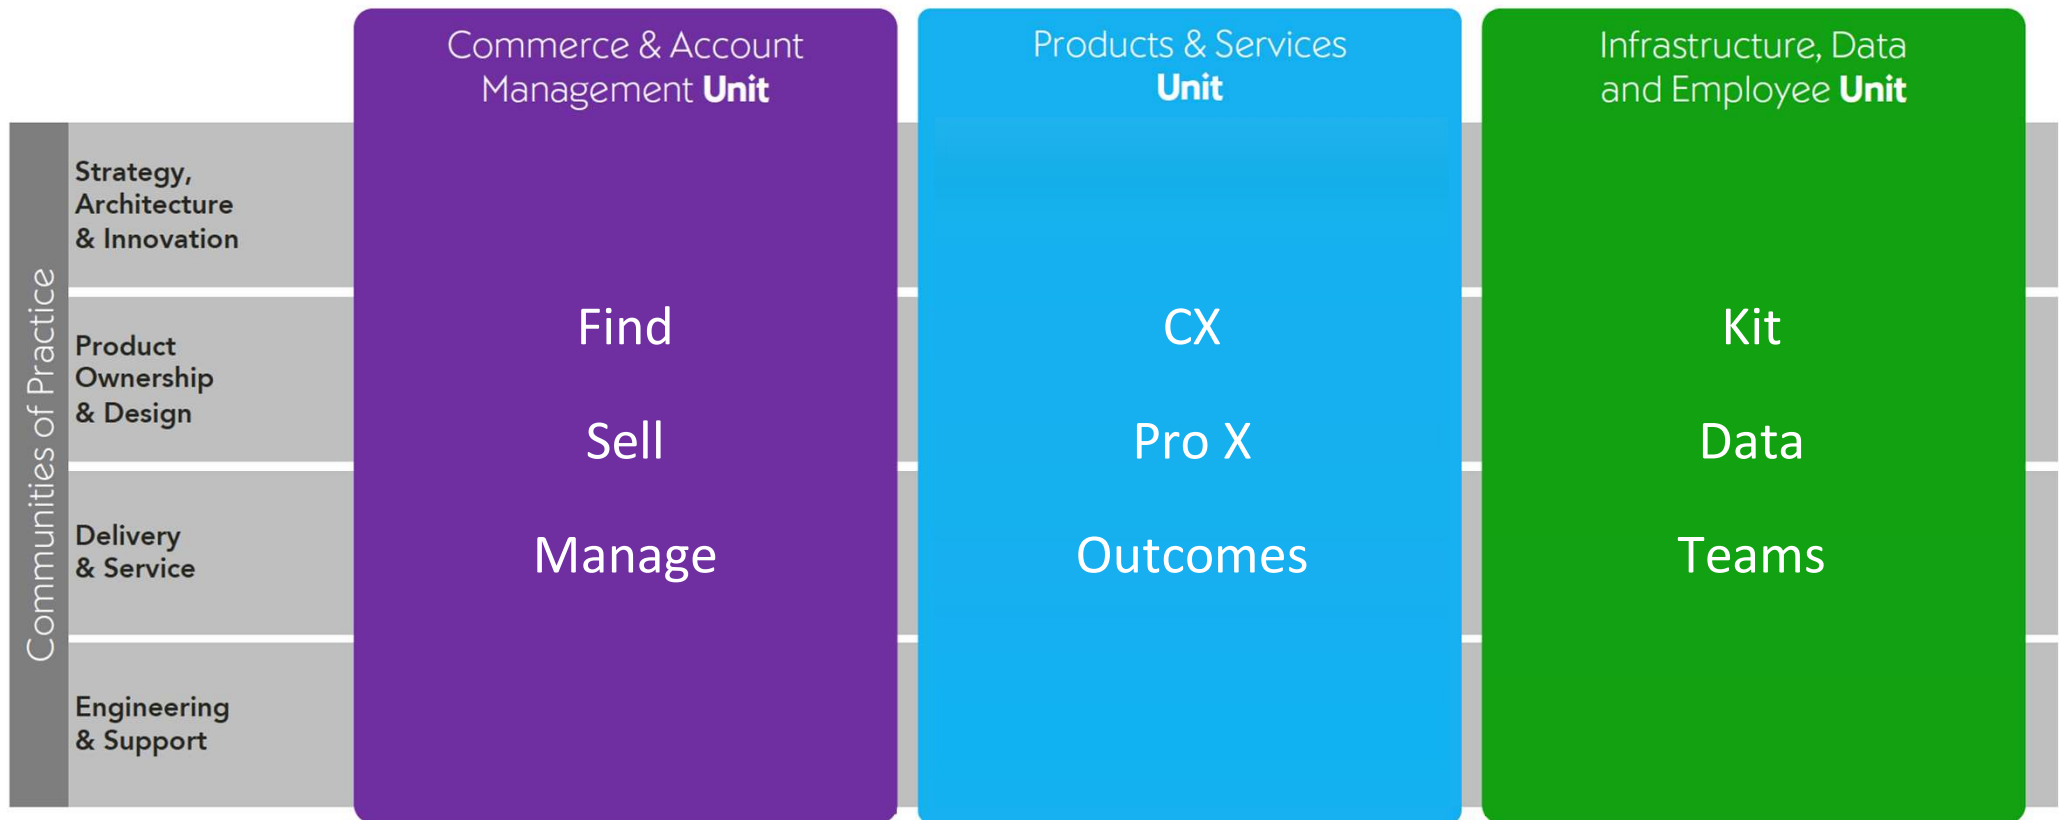 Commerce & Account
Management Unit
Products & Services
Unit
Infrastructure, Data
and Employee Unit
Communities of Practice
Strategy,
Architecture
& Innovation
Product
Ownership
& Design
Delivery
& Service
Engineering
& Support
Find
Sell
Manage
CX
Pro X
Outcomes
Kit
Data
Teams